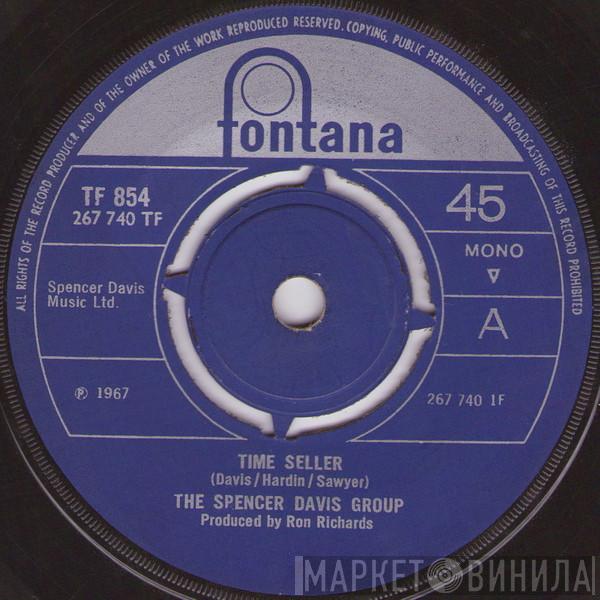 ALL RIGHTS OF THE RECORD PRODUCER AND OF THE OWNER OF THE WORK REPRODUCED RESERVED. COPYING, PUBLIC PERFORMANCE AND BROADCASTING OF THIS RECORD PROHIBITED
fontana
TF 854
267 740 TF
45
MONO
Spencer Davis
Music Ltd.
A
℗ 1967
267 740 1F
TIME SELLER
(Davis/Hardin/Sawyer)
THE SPENCER DAVIS GROUP
Produced by Ron Richards
МАРКЕТ ВИНИЛА